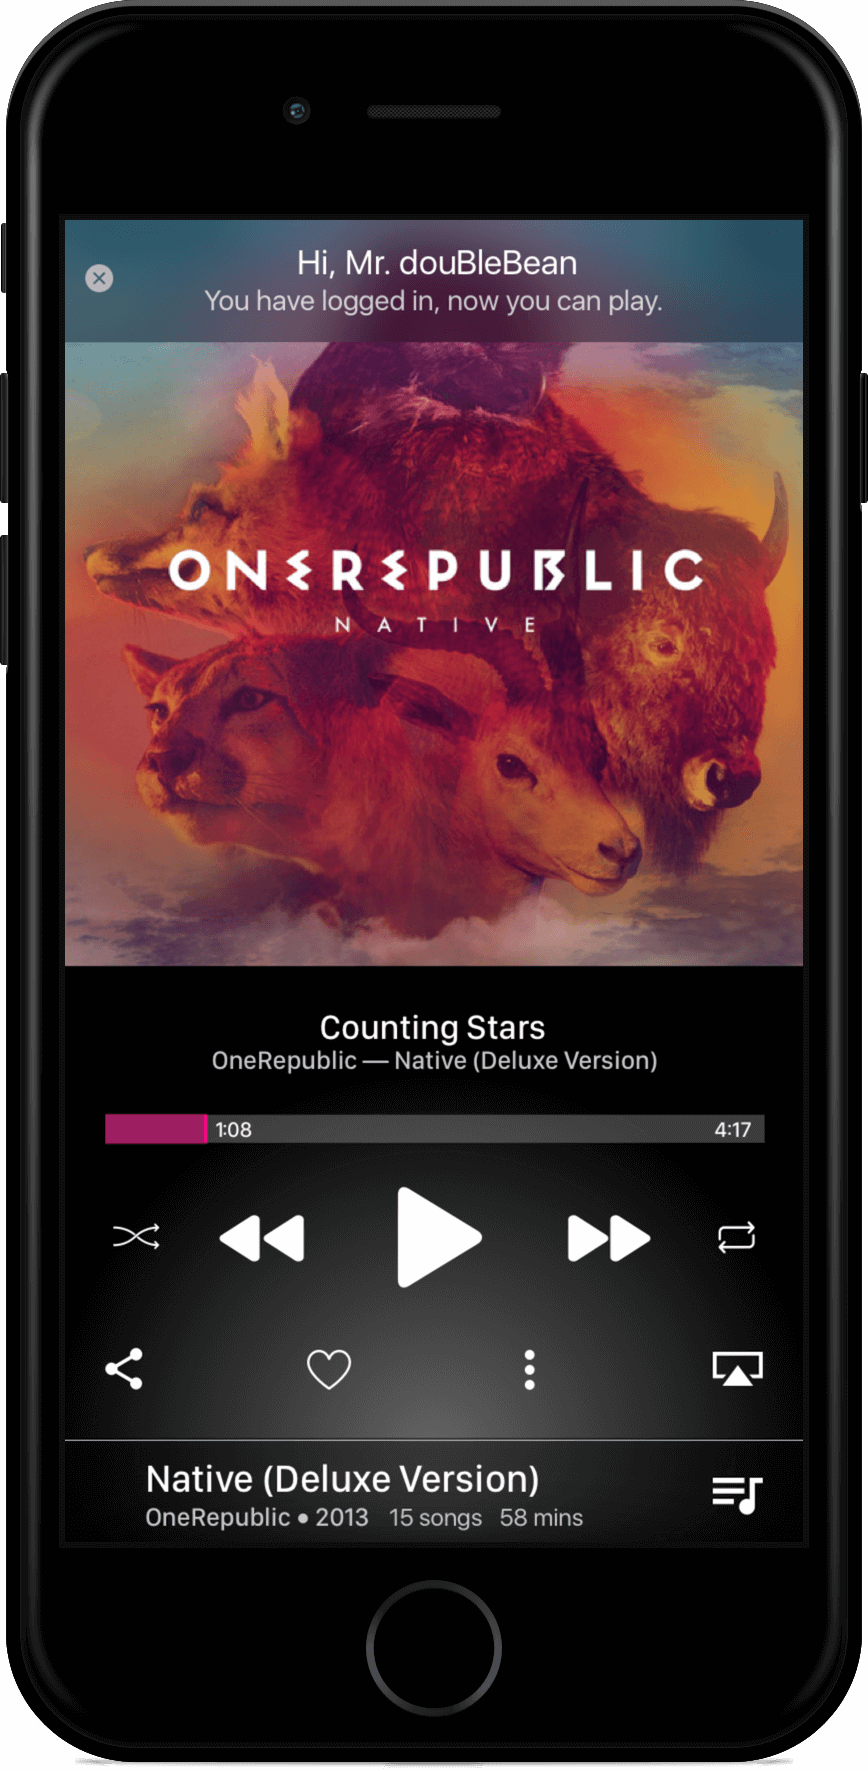 Hi, Mr. douBleBean
You have logged in, now you can play.
ONEREPUBLIC
NATIVE
Counting Stars
OneRepublic — Native (Deluxe Version)
1:08 4:17
Native (Deluxe Version)
OneRepublic • 2013 15 songs 58 mins